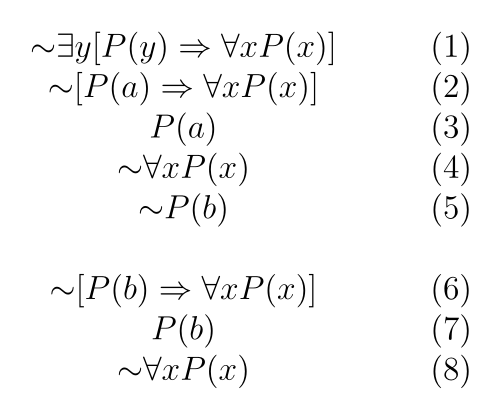 ∼∃y[P(y) ⇒ ∀xP(x)] (1)
∼[P(a) ⇒ ∀xP(x)] (2)
P(a) (3)
∼∀xP(x) (4)
∼P(b) (5)
∼[P(b) ⇒ ∀xP(x)] (6)
P(b) (7)
∼∀xP(x) (8)